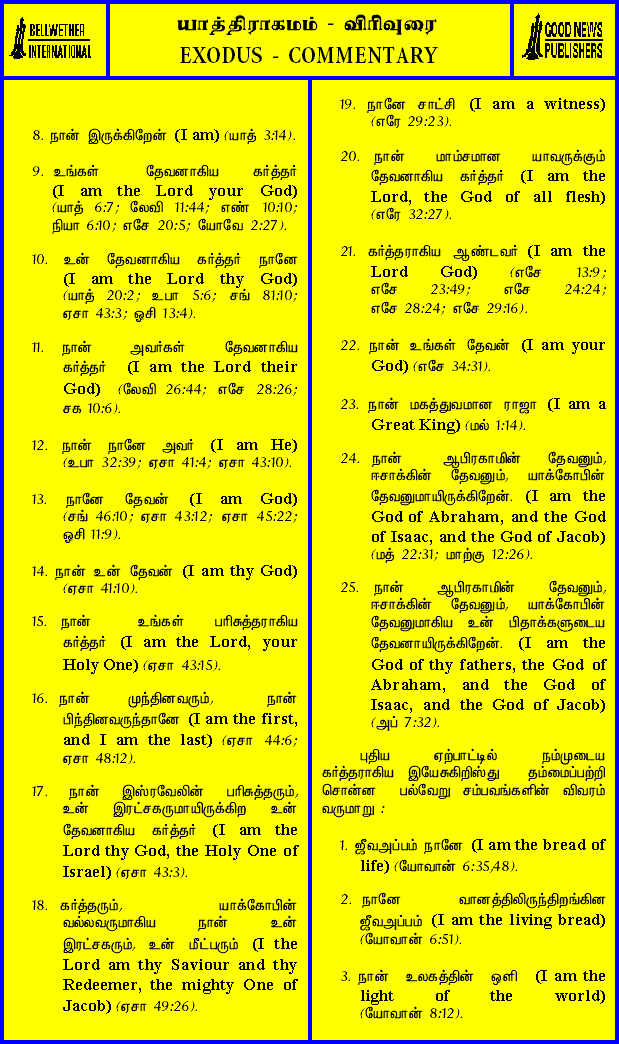 BELLWETHER
INTERNATIONAL
யாத்திராகமம் - விரிவுரை
EXODUS - COMMENTARY
GOOD NEWS
PUBLISHERS
8. நான் இருக்கிறேன் (I am) (யாத் 3:14).
9. உங்கள் தேவனாகிய கர்த்தர்
(I am the Lord your God)
(யாத் 6:7; லேவி 11:44; எண் 10:10;
நியா 6:10; எசே 20:5; யோவே 2:27).
10. உன் தேவனாகிய கர்த்தர் நானே
(I am the Lord thy God)
(யாத் 20:2; உபா 5:6; சங் 81:10;
ஏசா 43:3; ஓசி 13:4).
11. நான் அவர்கள் தேவனாகிய
கர்த்தர் (I am the Lord their
God) (லேவி 26:44; எசே 28:26;
சக 10:6).
12. நான் நானே அவர் (I am He)
(உபா 32:39; ஏசா 41:4; ஏசா 43:10).
13. நானே தேவன் (I am God)
(சங் 46:10; ஏசா 43:12; ஏசா 45:22;
ஓசி 11:9).
14. நான் உன் தேவன் (I am thy God)
(ஏசா 41:10).
15. நான் உங்கள் பரிசுத்தராகிய
கர்த்தர் (I am the Lord, your
Holy One) (ஏசா 43:15).
16. நான் முந்தினவரும், நான்
பிந்தினவருந்தானே (I am the first,
and I am the last) (ஏசா 44:6;
ஏசா 48:12).
17. நான் இஸ்ரவேலின் பரிசுத்தரும்,
உன் இரட்சகருமாயிருக்கிற உன்
தேவனாகிய கர்த்தர் (I am the
Lord thy God, the Holy One of
Israel) (ஏசா 43:3).
18. கர்த்தரும், யாக்கோபின்
வல்லவருமாகிய நான் உன்
இரட்சகரும், உன் மீட்பரும் (I the
Lord am thy Saviour and thy
Redeemer, the mighty One of
Jacob) (ஏசா 49:26).
19. நானே சாட்சி (I am a witness)
(எரே 29:23).
20. நான் மாம்சமான யாவருக்கும்
தேவனாகிய கர்த்தர் (I am the
Lord, the God of all flesh)
(எரே 32:27).
21. கர்த்தராகிய ஆண்டவர் (I am the
Lord God) (எசே 13:9;
எசே 23:49; எசே 24:24;
எசே 28:24; எசே 29:16).
22. நான் உங்கள் தேவன் (I am your
God) (எசே 34:31).
23. நான் மகத்துவமான ராஜா (I am a
Great King) (மல் 1:14).
24. நான் ஆபிரகாமின் தேவனும்,
ஈசாக்கின் தேவனும், யாக்கோபின்
தேவனுமாயிருக்கிறேன். (I am the
God of Abraham, and the God
of Isaac, and the God of Jacob)
(மத் 22:31; மாற்கு 12:26).
25. நான் ஆபிரகாமின் தேவனும்,
ஈசாக்கின் தேவனும், யாக்கோபின்
தேவனுமாகிய உன் பிதாக்களுடைய
தேவனாயிருக்கிறேன். (I am the
God of thy fathers, the God of
Abraham, and the God of
Isaac, and the God of Jacob)
(அப் 7:32).
புதிய ஏற்பாட்டில் நம்முடைய
கர்த்தராகிய இயேசுகிறிஸ்து தம்மைப்பற்றி
சொன்ன பல்வேறு சம்பவங்களின் விவரம்
வருமாறு :
1. ஜீவஅப்பம் நானே (I am the bread of
life) (யோவான் 6:35,48).
2. நானே வானத்திலிருந்திறங்கின
ஜீவஅப்பம் (I am the living bread)
(யோவான் 6:51).
3. நான் உலகத்தின் ஒளி (I am the
light of the world)
(யோவான் 8:12).